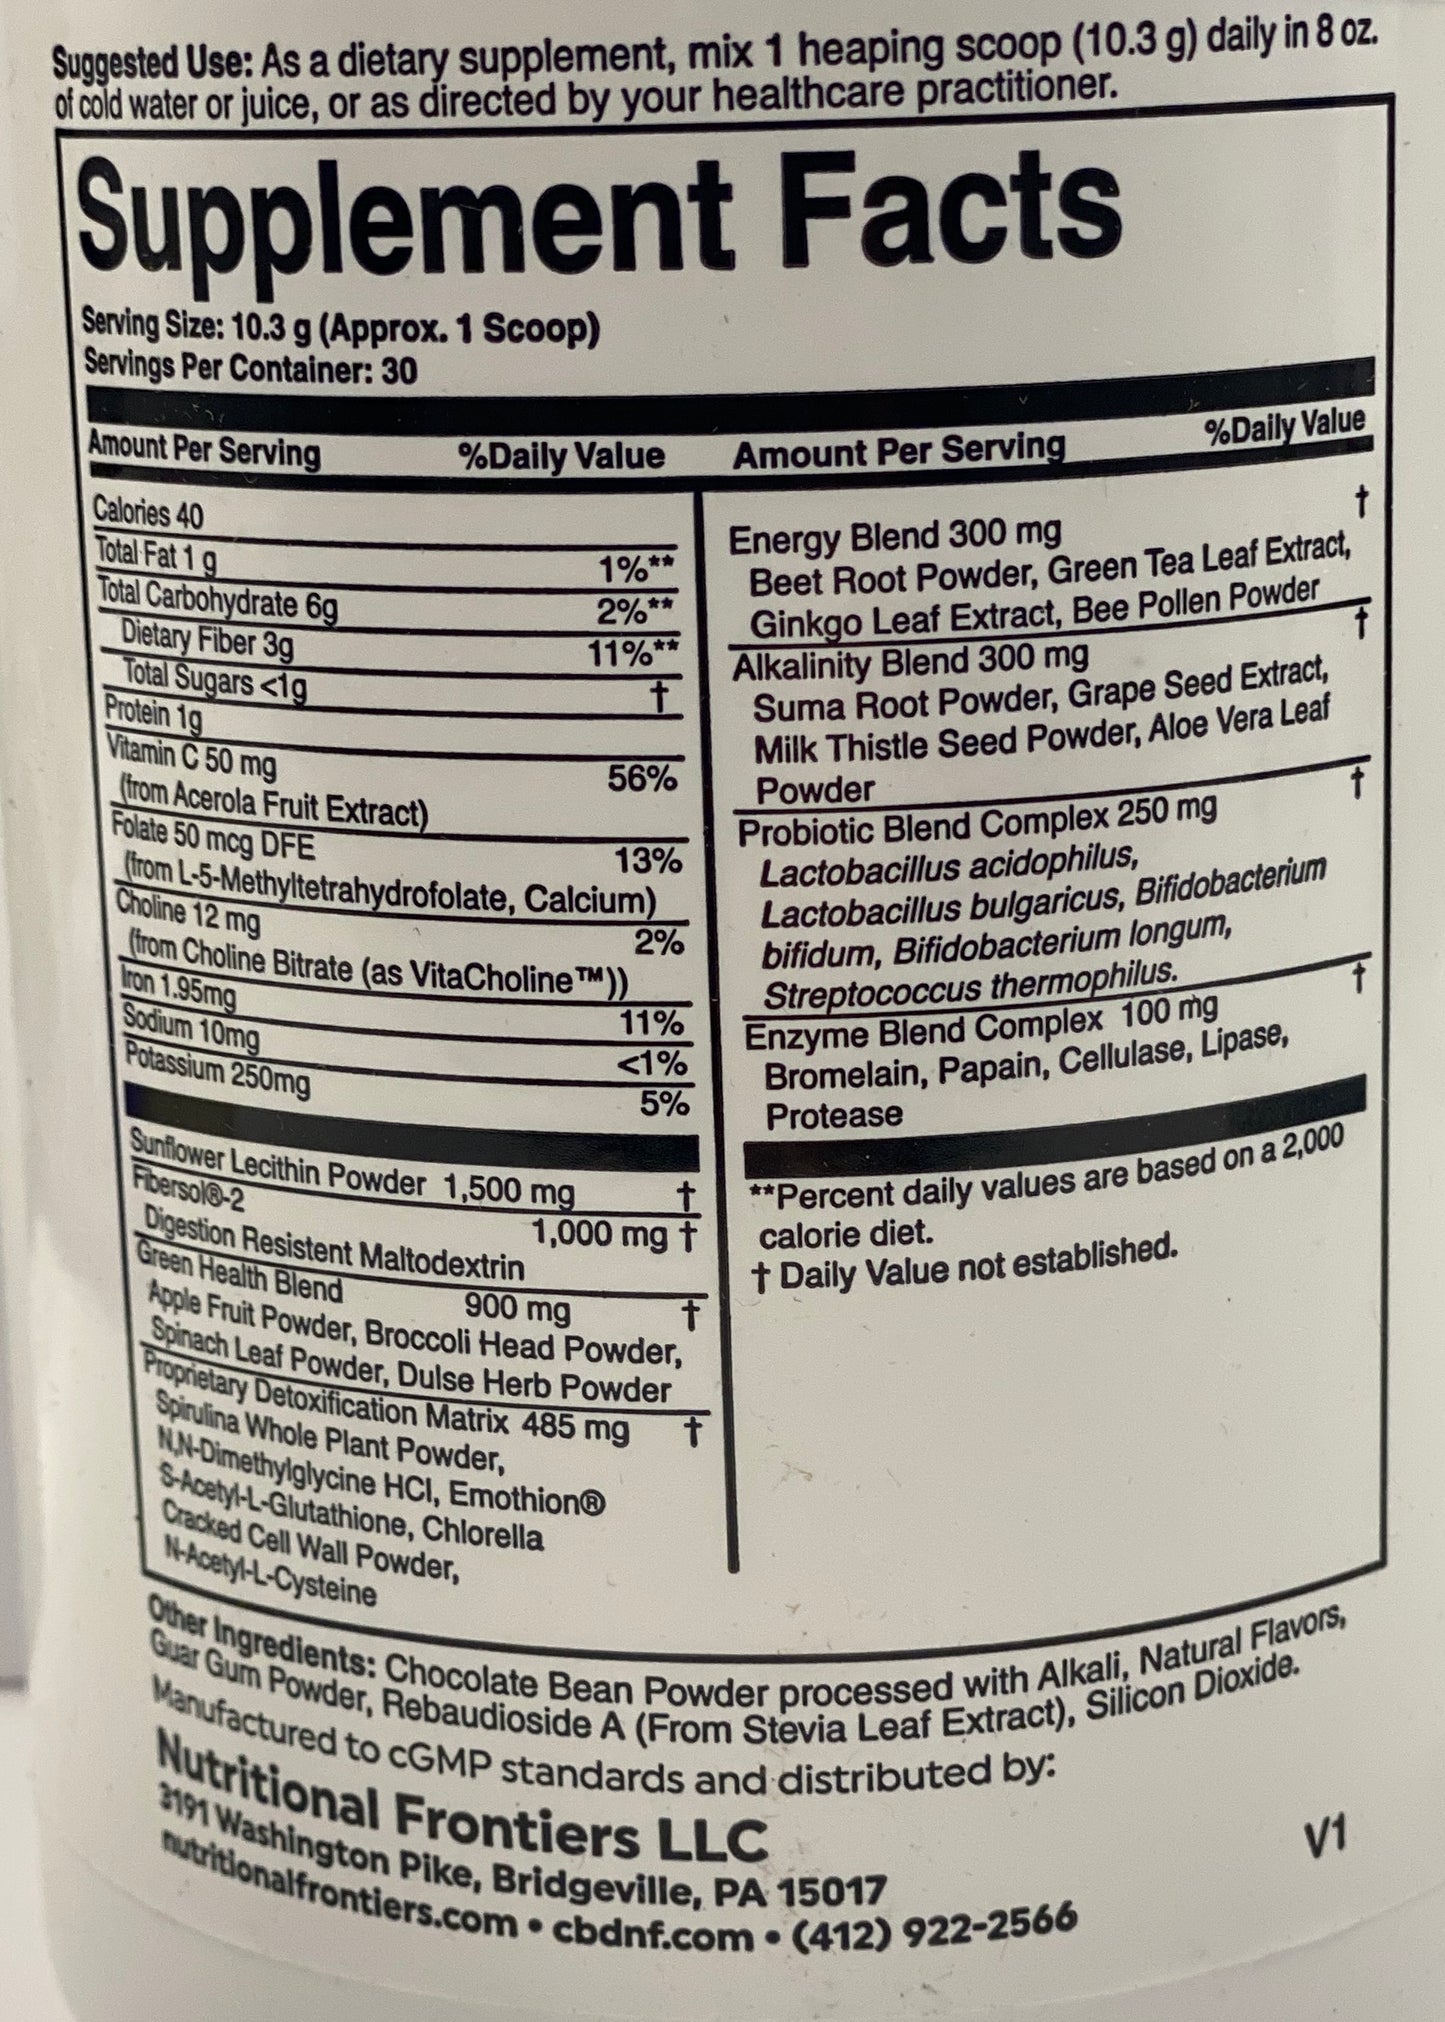 Suggested Use: As a dietary supplement, mix 1 heaping scoop (10.3 g) daily in 8 oz.
of cold water or juice, or as directed by your healthcare practitioner.
Supplement Facts
Serving Size: 10.3 g (Approx. 1 Scoop)
Servings Per Container: 30
Amount Per Serving %Daily Value
Calories 40
Total Fat 1 g 1%**
Total Carbohydrate 6g 2%**
Dietary Fiber 3g 11%**
Total Sugars <1g †
Protein 1g
Vitamin C 50 mg 56%
(from Acerola Fruit Extract)
Folate 50 mcg DFE 13%
(from L-5-Methyltetrahydrofolate, Calcium)
Choline 12 mg 2%
(from Choline Bitrate (as VitaCholine™))
Iron 1.95mg 11%
Sodium 10mg <1%
Potassium 250mg 5%
Sunflower Lecithin Powder 1,500 mg †
Fibersol®-2 1,000 mg †
Digestion Resistent Maltodextrin
Green Health Blend 900 mg †
Apple Fruit Powder, Broccoli Head Powder,
Spinach Leaf Powder, Dulse Herb Powder
Proprietary Detoxification Matrix 485 mg †
Spirulina Whole Plant Powder,
N,N-Dimethylglycine HCl, Emothion®
S-Acetyl-L-Glutathione, Chlorella
Cracked Cell Wall Powder,
N-Acetyl-L-Cysteine
Amount Per Serving %Daily Value
Energy Blend 300 mg †
Beet Root Powder, Green Tea Leaf Extract,
Ginkgo Leaf Extract, Bee Pollen Powder
Alkalinity Blend 300 mg †
Suma Root Powder, Grape Seed Extract,
Milk Thistle Seed Powder, Aloe Vera Leaf
Powder
Probiotic Blend Complex 250 mg †
Lactobacillus acidophilus,
Lactobacillus bulgaricus, Bifidobacterium
bifidum, Bifidobacterium longum,
Streptococcus thermophilus.
Enzyme Blend Complex 100 mg †
Bromelain, Papain, Cellulase, Lipase,
Protease
**Percent daily values are based on a 2,000
calorie diet.
† Daily Value not established.
Other Ingredients: Chocolate Bean Powder processed with Alkali, Natural Flavors,
Guar Gum Powder, Rebaudioside A (From Stevia Leaf Extract), Silicon Dioxide.
Manufactured to cGMP standards and distributed by:
Nutritional Frontiers LLC
3191 Washington Pike, Bridgeville, PA 15017
nutritionalfrontiers.com • cbdnf.com • (412) 922-2566
V1